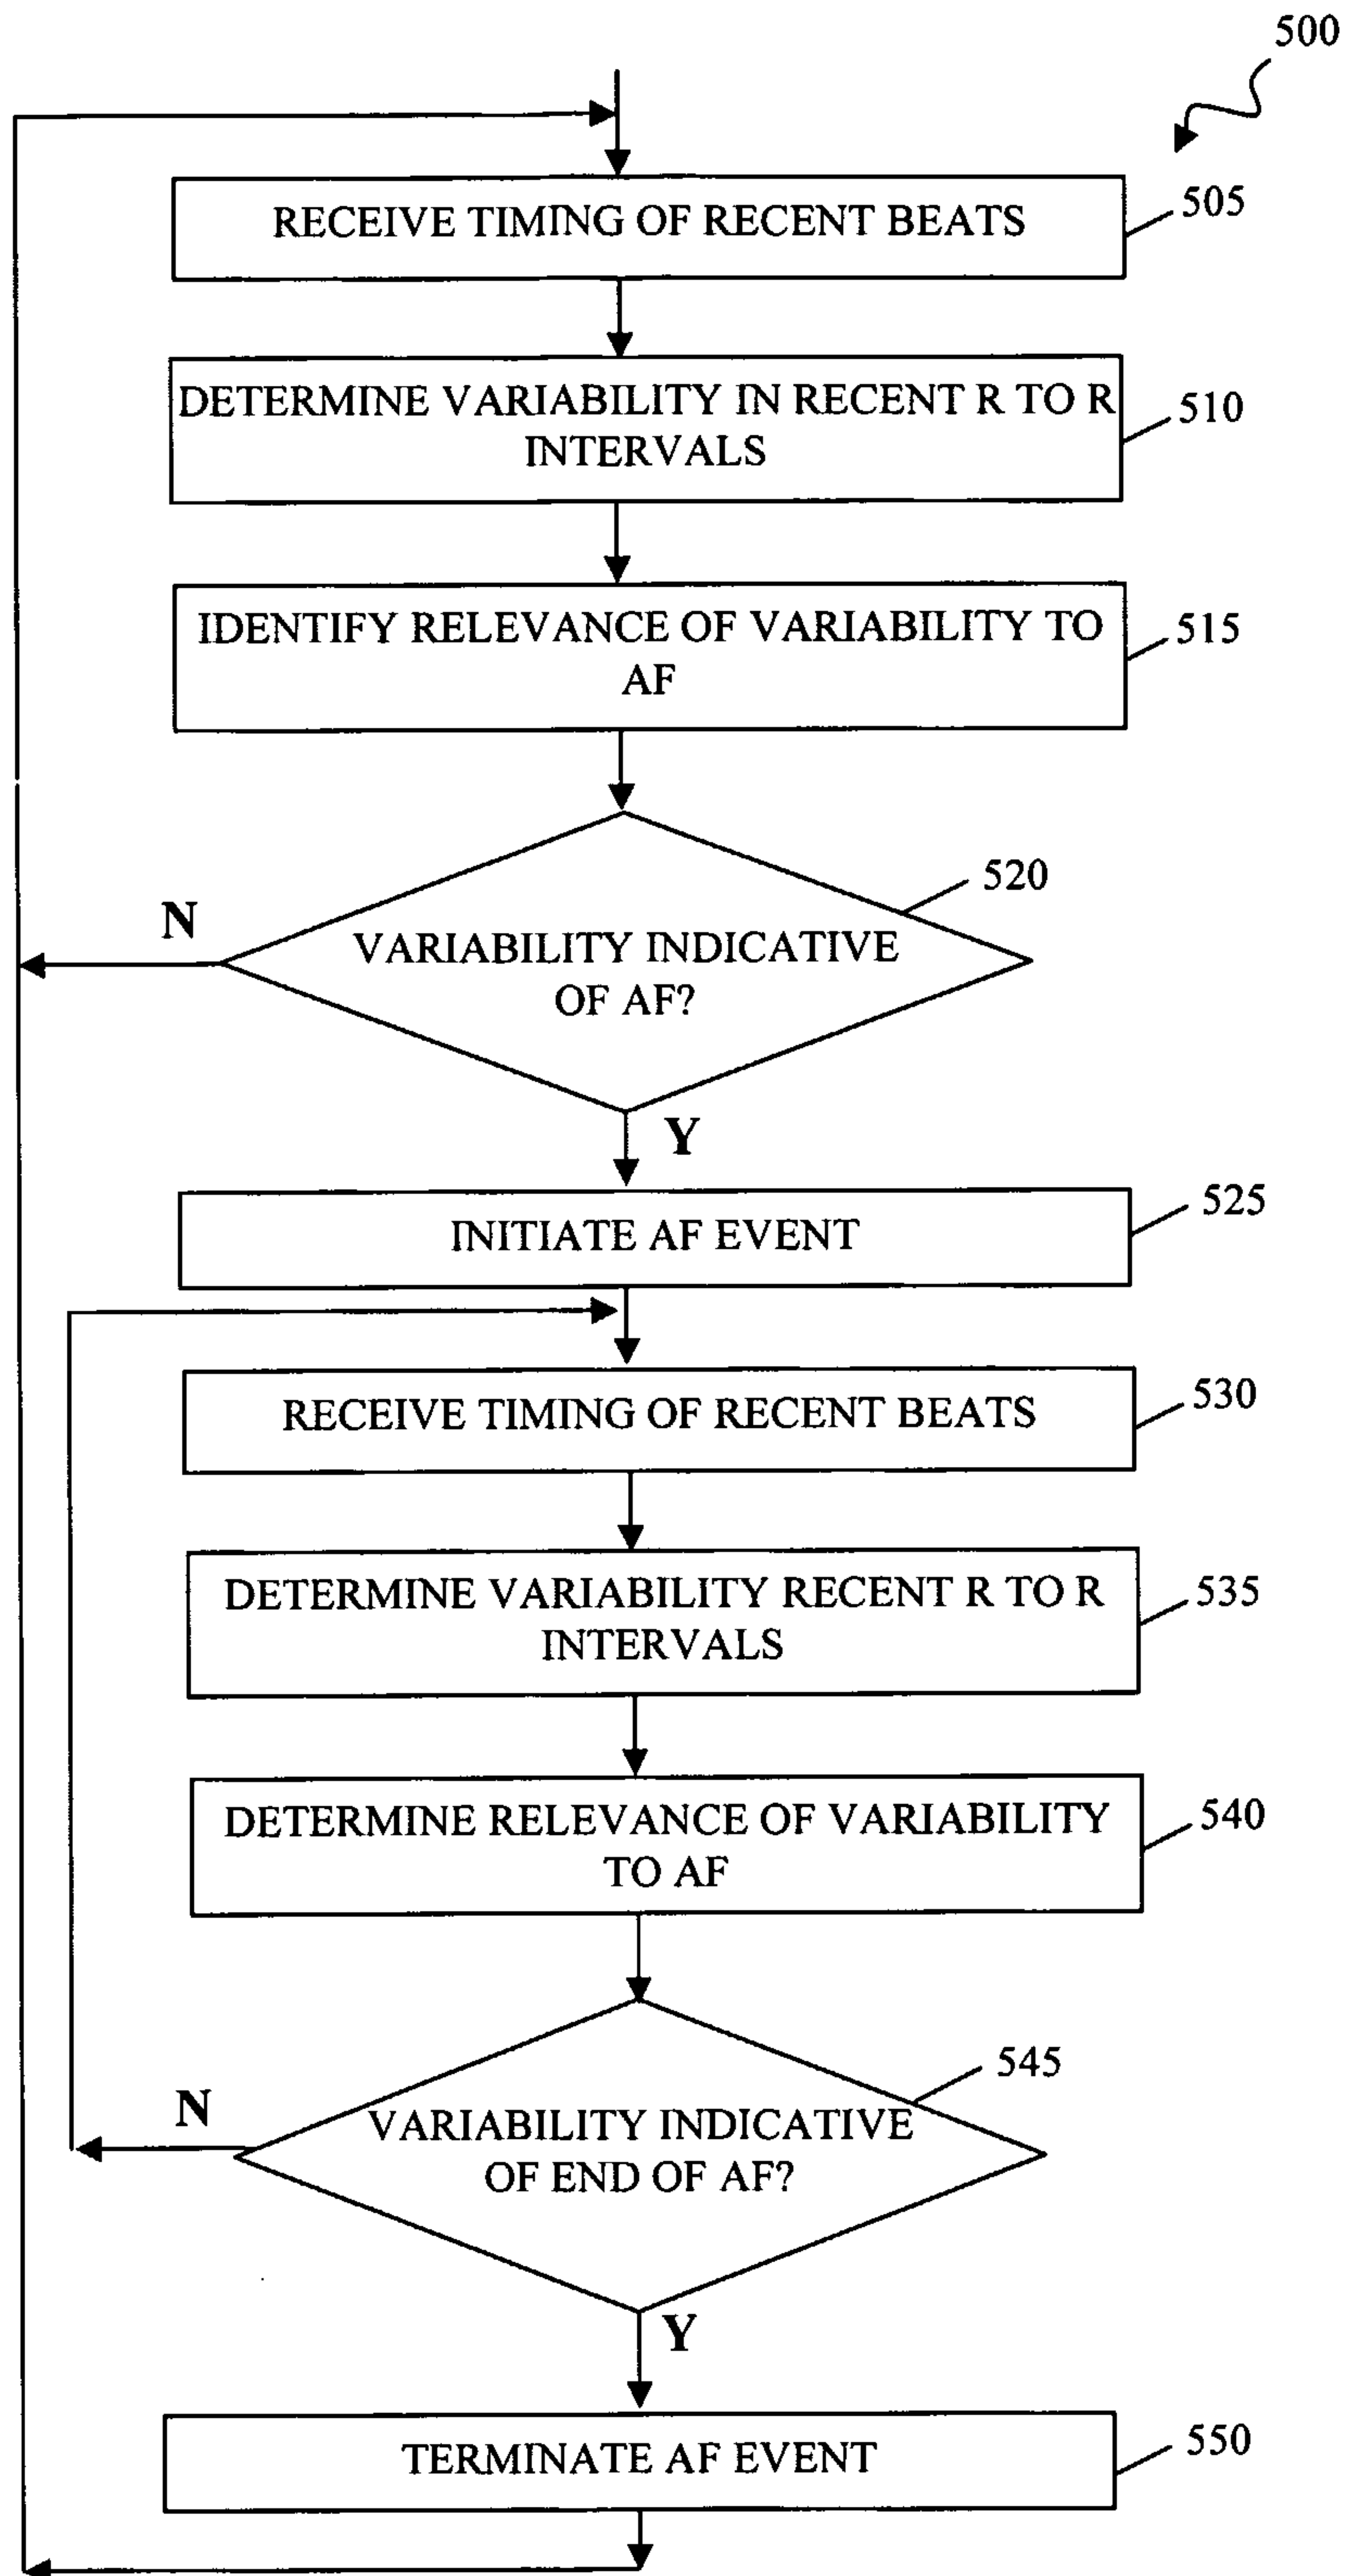 500
RECEIVE TIMING OF RECENT BEATS
505
DETERMINE VARIABILITY IN RECENT R TO R
INTERVALS
510
IDENTIFY RELEVANCE OF VARIABILITY TO
AF
515
520
N
VARIABILITY INDICATIVE
OF AF?
Y
INITIATE AF EVENT
525
RECEIVE TIMING OF RECENT BEATS
530
DETERMINE VARIABILITY RECENT R TO R
INTERVALS
535
DETERMINE RELEVANCE OF VARIABILITY
TO AF
540
545
N
VARIABILITY INDICATIVE
OF END OF AF?
Y
TERMINATE AF EVENT
550